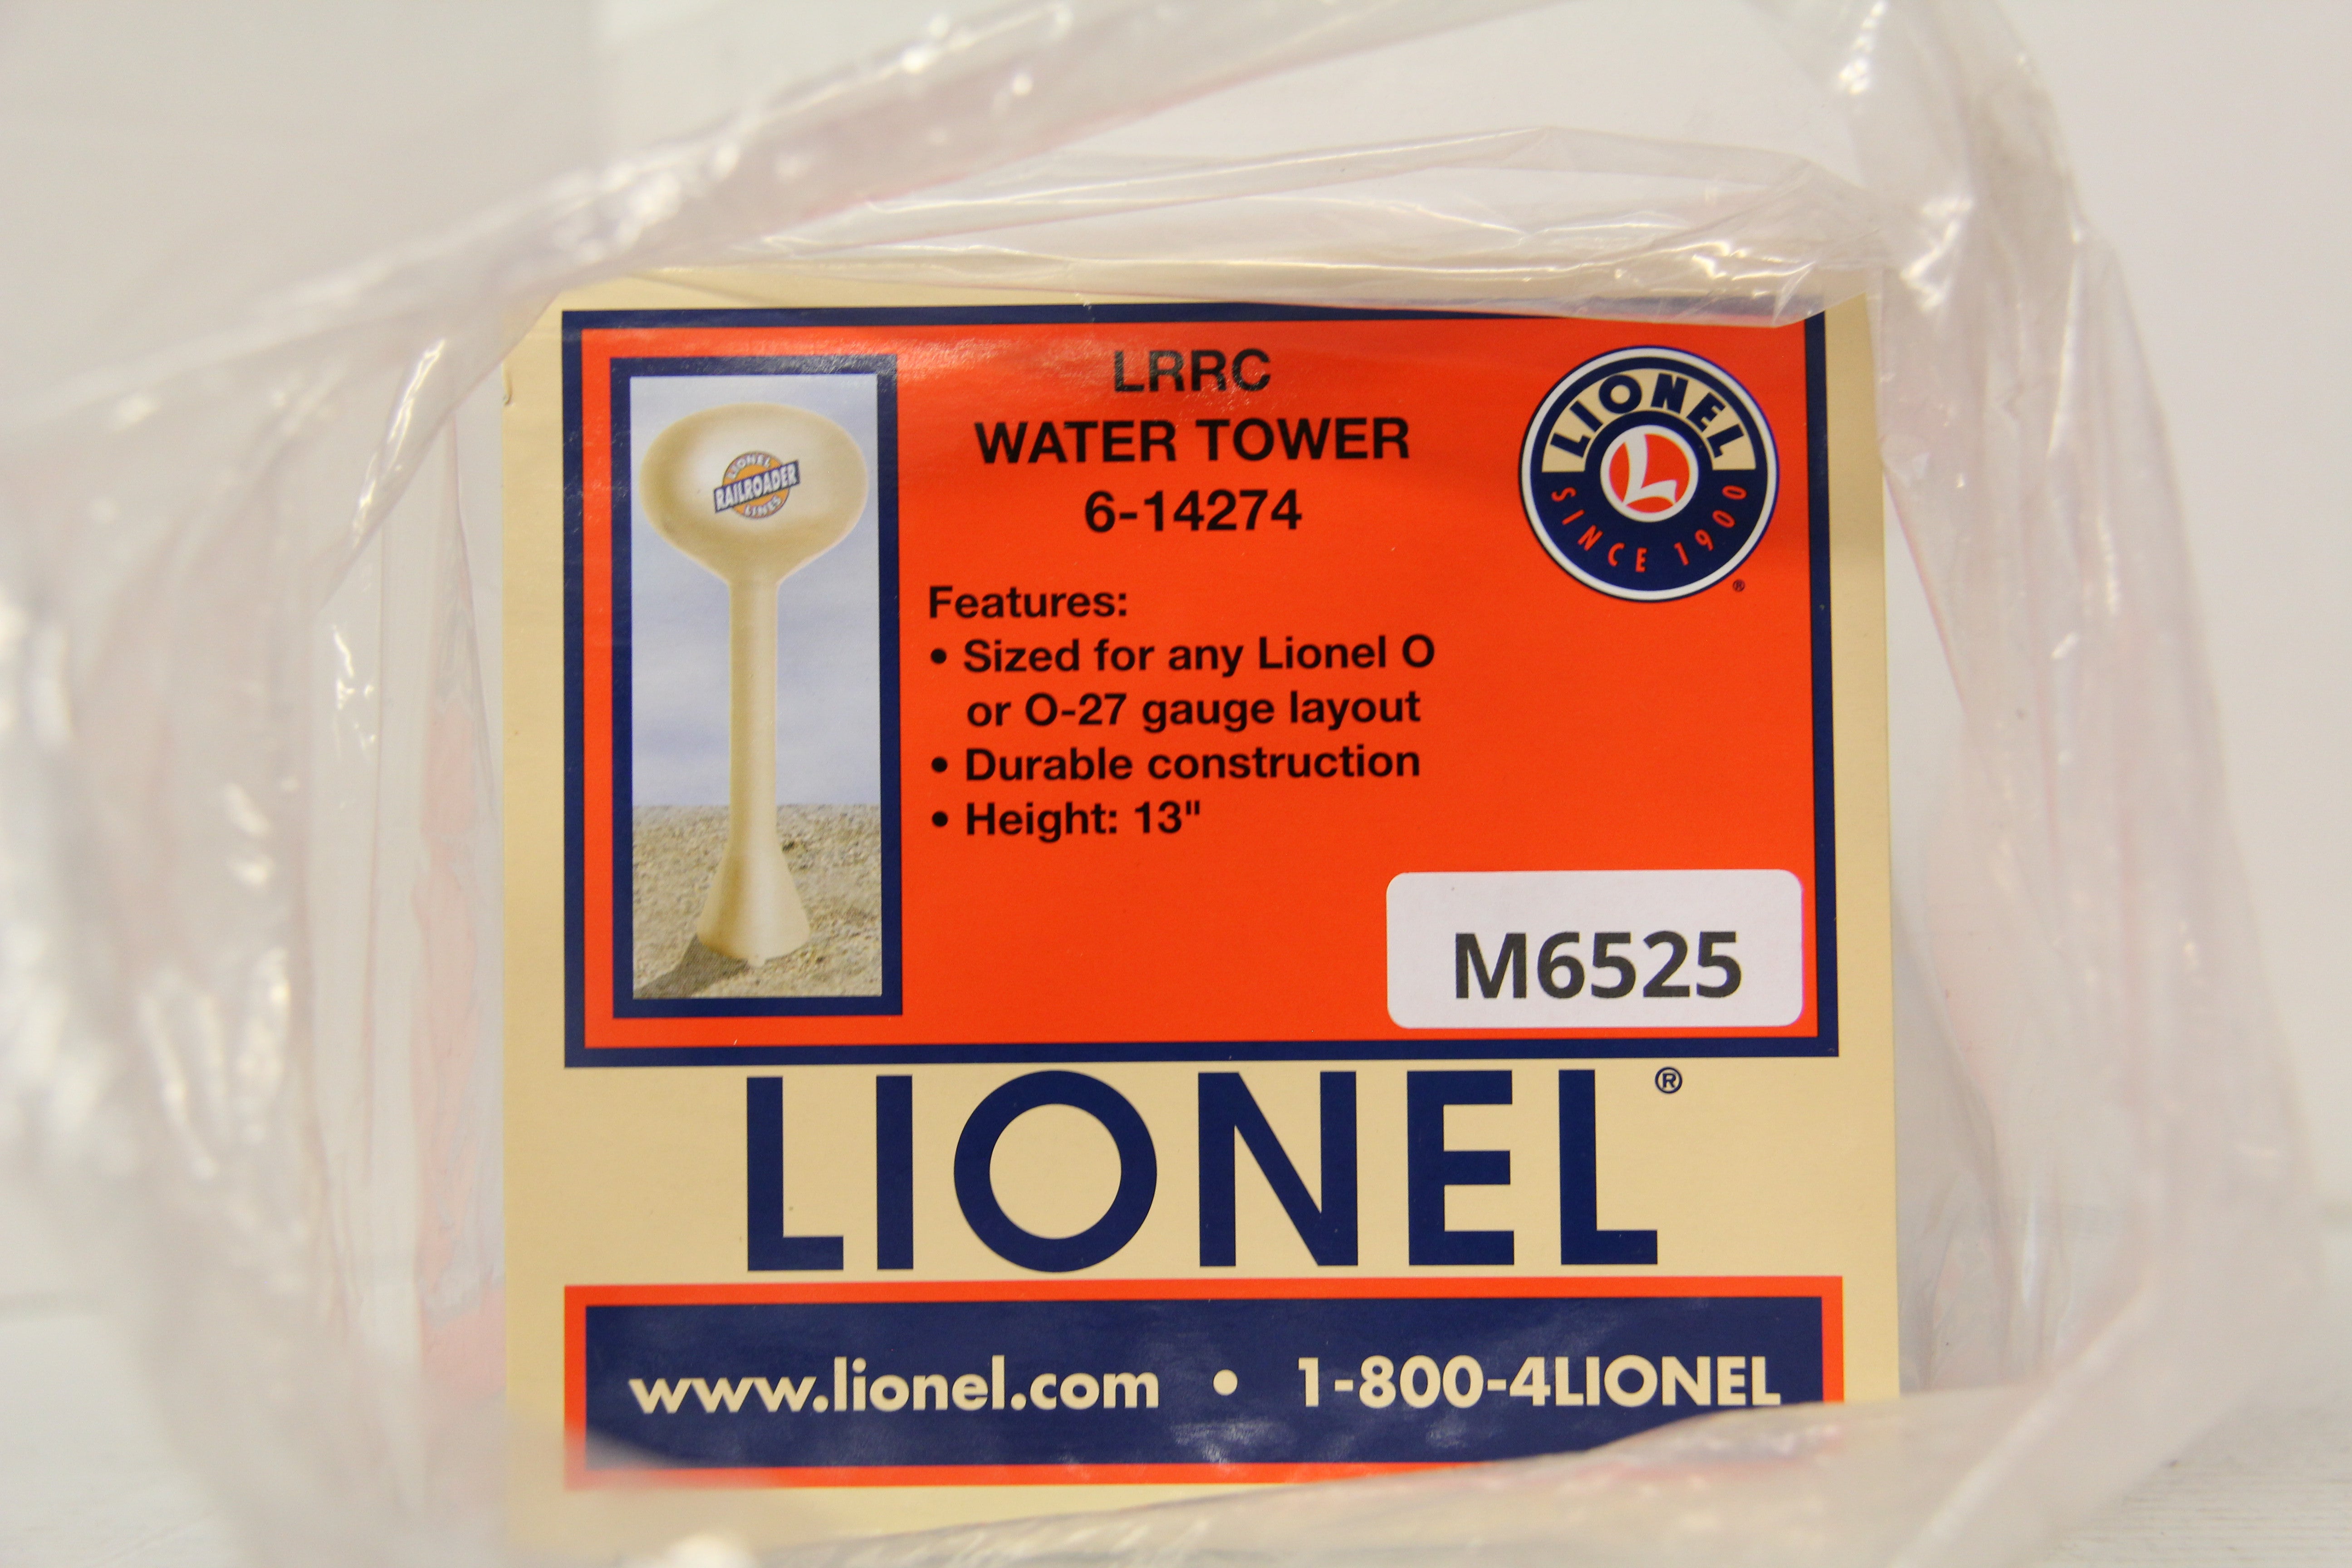 LRRC
WATER TOWER
6-14274
LIONEL
SINCE 1900
®
LIONEL
RAILROADER
LINES
Features:
• Sized for any Lionel O
or O-27 gauge layout
• Durable construction
• Height: 13"
M6525
LIONEL®
www.lionel.com • 1-800-4LIONEL